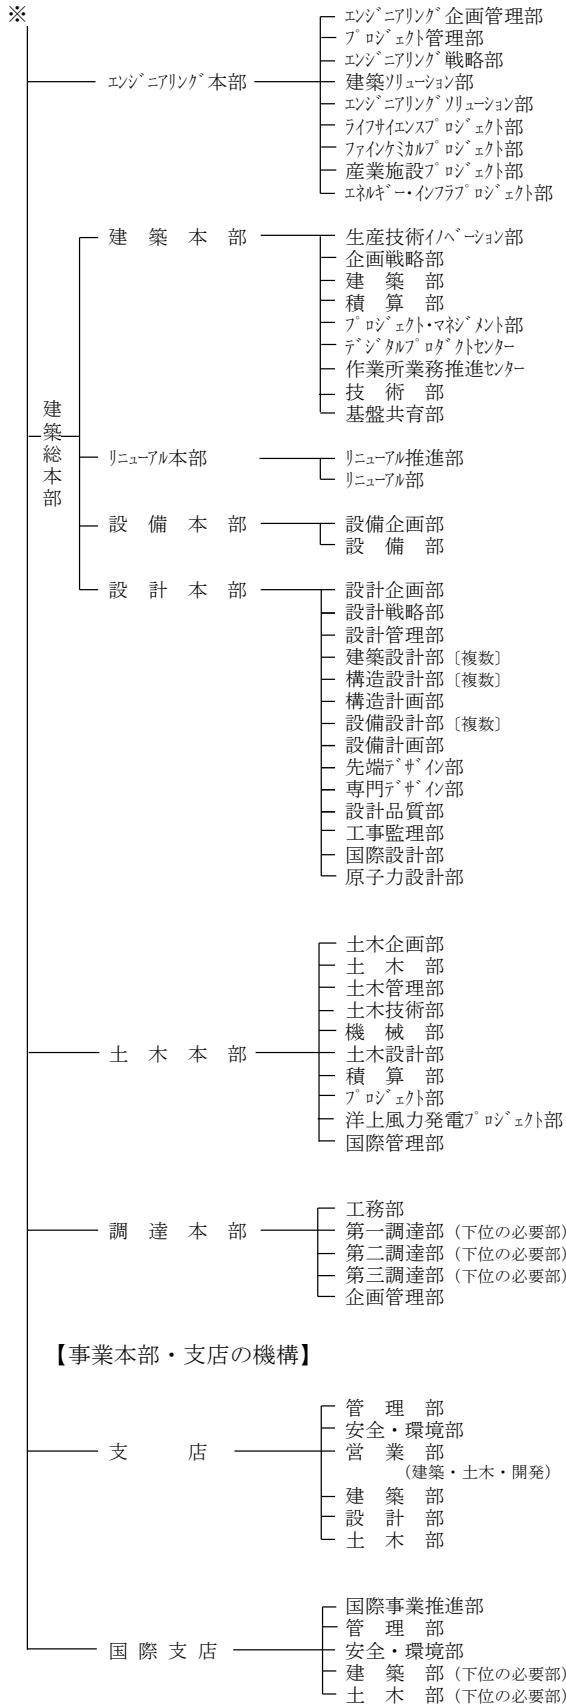 ※
エンジニアリング本部
エンジニアリング企画管理部
プロジェクト管理部
エンジニアリング戦略部
建築ソリューション部
エンジニアリングソリューション部
ライフサイエンスプロジェクト部
ファインケミカルプロジェクト部
産業施設プロジェクト部
エネルギー・インフラプロジェクト部
建築総本部
建築本部
生産技術イノベーション部
企画戦略部
建築部
積算部
プロジェクト・マネジメント部
デジタルプロダクトセンター
作業所業務推進センター
技術部
基盤共育部
リニューアル本部
リニューアル推進部
リニューアル部
設備本部
設備企画部
設備部
設計本部
設計企画部
設計戦略部
設計管理部
建築設計部〔複数〕
構造設計部〔複数〕
構造計画部
設備設計部〔複数〕
設備計画部
先端デザイン部
専門デザイン部
設計品質部
工事監理部
国際設計部
原子力設計部
土木本部
土木企画部
土木部
土木管理部
土木技術部
機械部
土木設計部
積算部
プロジェクト部
洋上風力発電プロジェクト部
国際管理部
調達本部
工務部
第一調達部(下位の必要部)
第二調達部(下位の必要部)
第三調達部(下位の必要部)
企画管理部
【事業本部・支店の機構】
支店
管理部
安全・環境部
営業部
(建築・土木・開発)
建築部
設計部
土木部
国際支店
国際事業推進部
管理部
安全・環境部
建築部(下位の必要部)
土木部(下位の必要部)